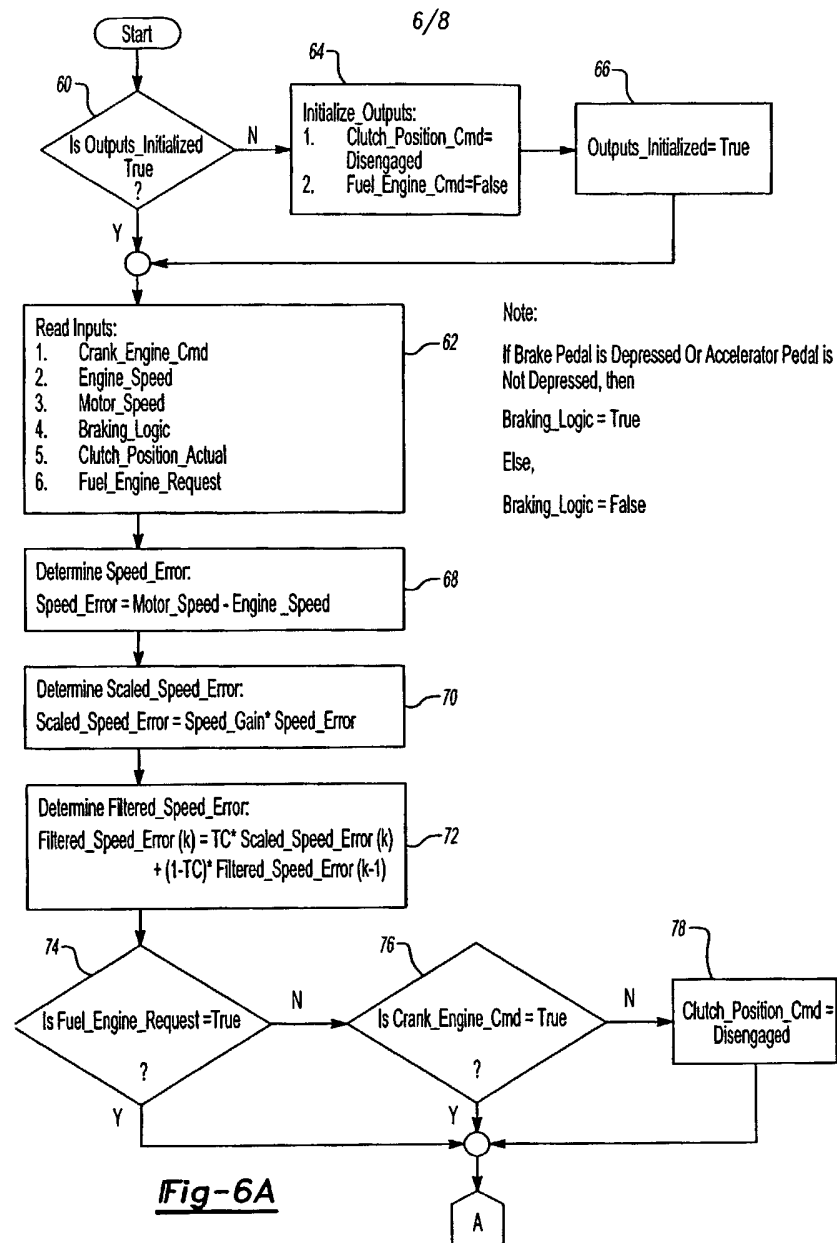 6/8
Start
60
Is Outputs_Initialized
True
?
N
Y
64
Initialize_Outputs:
1. Clutch_Position_Cmd=
Disengaged
2. Fuel_Engine_Cmd=False
66
Outputs_Initialized= True
Read Inputs:
1. Crank_Engine_Cmd
2. Engine_Speed
3. Motor_Speed
4. Braking_Logic
5. Clutch_Position_Actual
6. Fuel_Engine_Request
62
Note:
If Brake Pedal is Depressed Or Accelerator Pedal is
Not Depressed, then
Braking_Logic = True
Else,
Braking_Logic = False
Determine Speed_Error:
Speed_Error = Motor_Speed - Engine _Speed
68
Determine Scaled_Speed_Error:
Scaled_Speed_Error = Speed_Gain* Speed_Error
70
Determine Filtered_Speed_Error:
Filtered_Speed_Error (k) = TC* Scaled_Speed_Error (k)
+ (1-TC)* Filtered_Speed_Error (k-1)
72
74
Is Fuel_Engine_Request =True
?
N
Y
76
Is Crank_Engine_Cmd = True
?
N
Y
78
Clutch_Position_Cmd =
Disengaged
A
Fig-6A